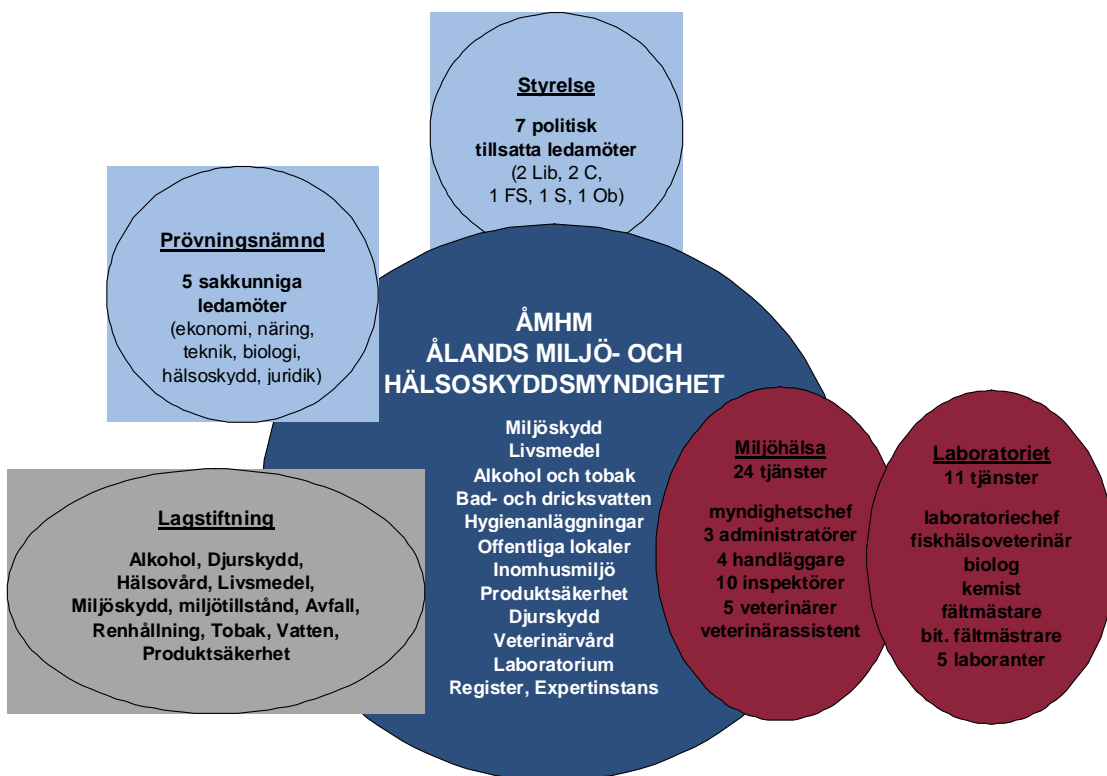 Styrelse
7 politisk
tillsatta ledamöter
(2 Lib, 2 C,
1 FS, 1 S, 1 Ob)
Prövningsnämnd
5 sakkunniga
ledamöter
(ekonomi, näring,
teknik, biologi,
hälsoskydd, juridik)
ÅMHM
ÅLANDS MILJÖ- OCH
HÄLSOSKYDDSMYNDIGHET
Miljöskydd
Livsmedel
Alkohol och tobak
Bad- och dricksvatten
Hygienanläggningar
Offentliga lokaler
Inomhusmiljö
Produktsäkerhet
Djurskydd
Veterinärvård
Laboratorium
Register, Expertinstans
Miljöhälsa
24 tjänster
myndighetschef
3 administratörer
4 handläggare
10 inspektörer
5 veterinärer
veterinärassistent
Laboratoriet
11 tjänster
laboratoriechef
fiskhälsoveterinär
biolog
kemist
fältmästare
bit. fältmästrare
5 laboranter
Lagstiftning
Alkohol, Djurskydd,
Hälsovård, Livsmedel,
Miljöskydd, miljötillstånd, Avfall,
Renhållning, Tobak, Vatten,
Produktsäkerhet